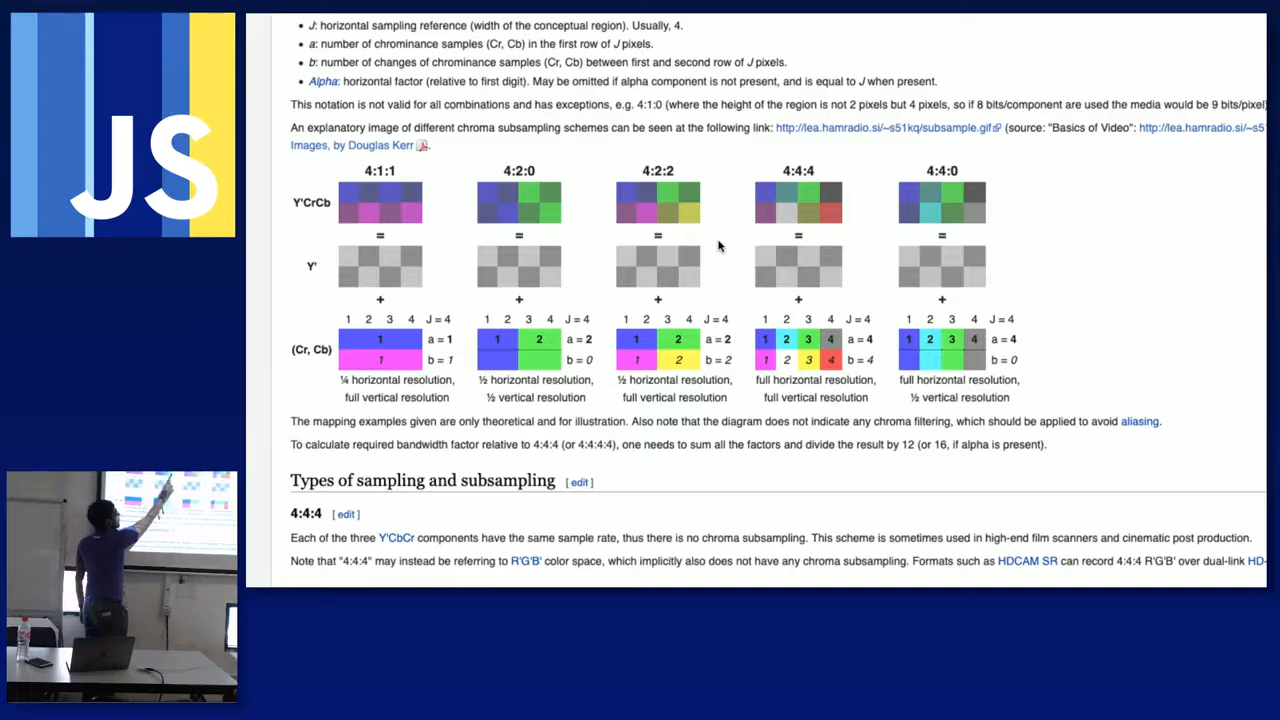 JS
J: horizontal sampling reference (width of the conceptual region). Usually, 4.
a: number of chrominance samples (Cr, Cb) in the first row of J pixels.
b: number of changes of chrominance samples (Cr, Cb) between first and second row of J pixels.
Alpha: horizontal factor (relative to first digit). May be omitted if alpha component is not present, and is equal to J when present.
This notation is not valid for all combinations and has exceptions, e.g. 4:1:0 (where the height of the region is not 2 pixels but 4 pixels, so if 8 bits/component are used the media would be 9 bits/pixel)
An explanatory image of different chroma subsampling schemes can be seen at the following link: http://lea.hamradio.si/~s51kq/subsample.gif (source: "Basics of Video": http://lea.hamradio.si/~s5
Images, by Douglas Kerr .
4:1:1 4:2:0 4:2:2 4:4:4 4:4:0
Y'CrCb
= = = = =
Y'
+ + + + +
1 2 3 4 J = 4 1 2 3 4 J = 4 1 2 3 4 J = 4 1 2 3 4 J = 4 1 2 3 4 J = 4
1 a = 1 1 2 a = 2 1 2 a = 2 1 2 3 4 a = 4 1 2 3 4 a = 4
(Cr, Cb)
1 b = 1 b = 0 1 2 b = 2 1 2 3 4 b = 4 b = 0
¼ horizontal resolution, ½ horizontal resolution, ½ horizontal resolution, full horizontal resolution, full horizontal resolution,
full vertical resolution ½ vertical resolution full vertical resolution full vertical resolution ½ vertical resolution
The mapping examples given are only theoretical and for illustration. Also note that the diagram does not indicate any chroma filtering, which should be applied to avoid aliasing.
To calculate required bandwidth factor relative to 4:4:4 (or 4:4:4:4), one needs to sum all the factors and divide the result by 12 (or 16, if alpha is present).
Types of sampling and subsampling [ edit ]
4:4:4 [ edit ]
Each of the three Y'CbCr components have the same sample rate, thus there is no chroma subsampling. This scheme is sometimes used in high-end film scanners and cinematic post production.
Note that "4:4:4" may instead be referring to R'G'B' color space, which implicitly also does not have any chroma subsampling. Formats such as HDCAM SR can record 4:4:4 R'G'B' over dual-link HD-